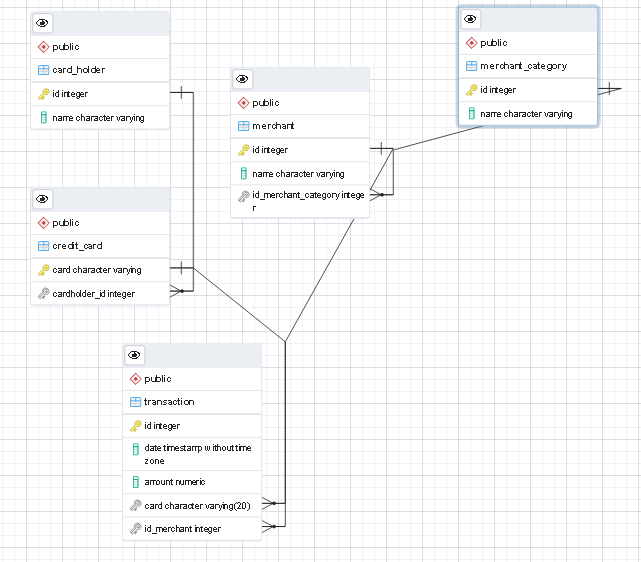 public
card_holder
id integer
name character varying
public
merchant_category
id integer
name character varying
public
merchant
id integer
name character varying
id_merchant_category intege
r
public
credit_card
card character varying
cardholder_id integer
public
transaction
id integer
date timestamp without time
zone
amount numeric
card character varying(20)
id_merchant integer